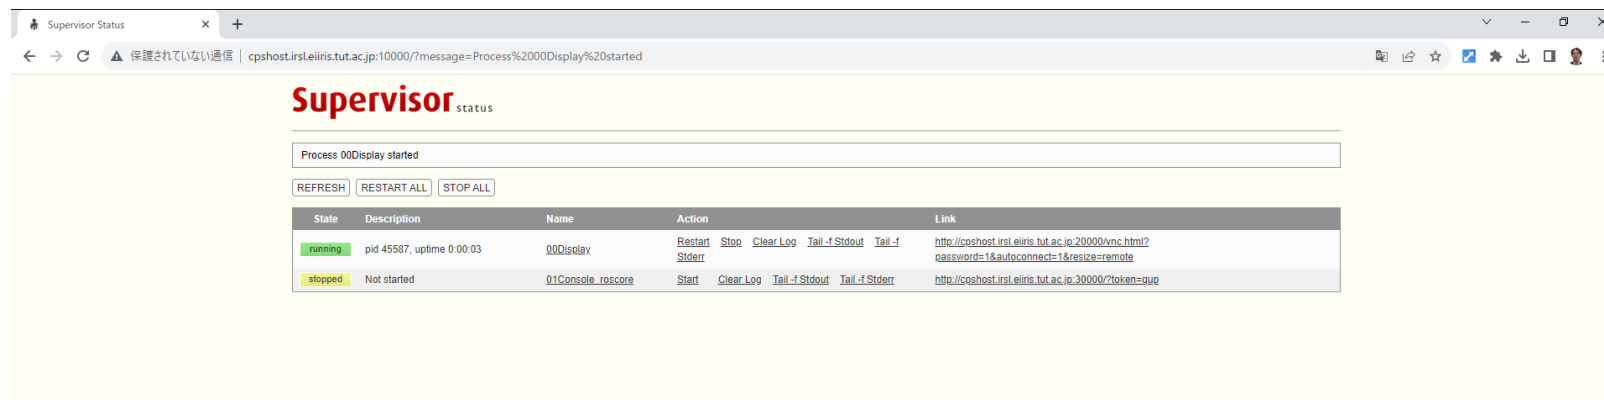 Supervisor Status
保護されていない通信 | cpshost.irsl.eiiris.tut.ac.jp:10000/?message=Process%2000Display%20started
Supervisor status
Process 00Display started
REFRESH RESTART ALL STOP ALL
State Description Name Action Link
running pid 45587, uptime 0:00:03 00Display Restart Stop Clear Log Tail -f Stdout Tail -f Stderr http://cpshost.irsl.eiiris.tut.ac.jp:20000/vnc.html?password=1&autoconnect=1&resize=remote
stopped Not started 01Console_roscore Start Clear Log Tail -f Stdout Tail -f Stderr http://cpshost.irsl.eiiris.tut.ac.jp:30000/?token=qup